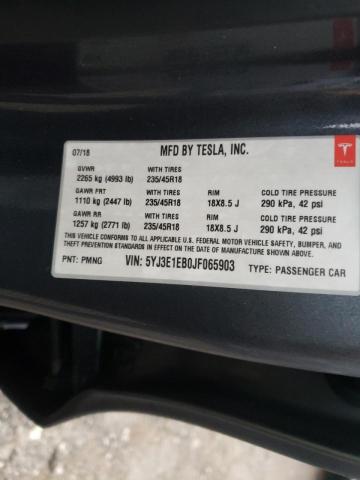 07/18 MFD BY TESLA, INC.
GVWR WITH TIRES
2265 kg (4993 lb) 235/45R18
GAWR FRT WITH TIRES RIM COLD TIRE PRESSURE
1110 kg (2447 lb) 235/45R18 18X8.5 J 290 kPa, 42 psi
GAWR RR WITH TIRES RIM COLD TIRE PRESSURE
1257 kg (2771 lb) 235/45R18 18X8.5 J 290 kPa, 42 psi
THIS VEHICLE CONFORMS TO ALL APPLICABLE U.S. FEDERAL MOTOR VEHICLE SAFETY, BUMPER, AND
THEFT PREVENTION STANDARDS IN EFFECT ON THE DATE OF MANUFACTURE SHOWN ABOVE.
PNT: PMNG VIN: 5YJ3E1EB0JF065903 TYPE: PASSENGER CAR
TESLA